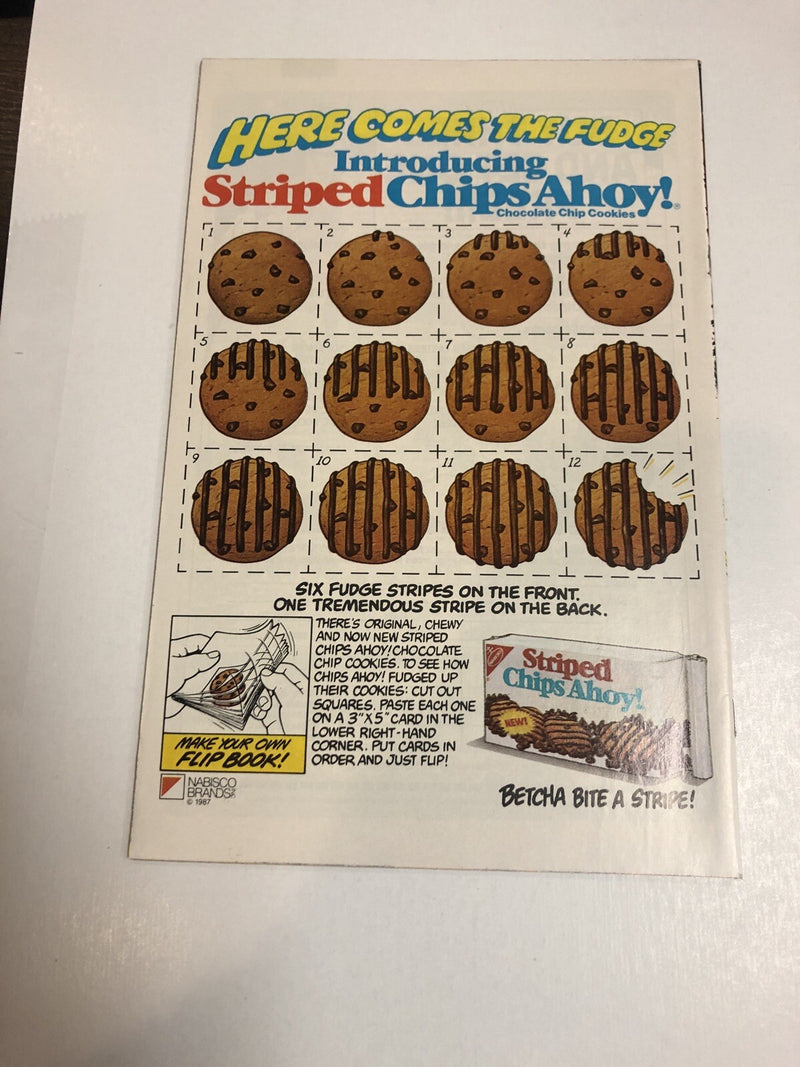 HERE COMES THE FUDGE
Introducing
Striped Chips Ahoy!®
Chocolate Chip Cookies
1
2
3
4
5
6
7
8
9
10
11
12
SIX FUDGE STRIPES ON THE FRONT.
ONE TREMENDOUS STRIPE ON THE BACK.
THERE'S ORIGINAL, CHEWY
AND NOW NEW STRIPED
CHIPS AHOY! CHOCOLATE
CHIP COOKIES. TO SEE HOW
CHIPS AHOY! FUDGED UP
THEIR COOKIES: CUT OUT
SQUARES. PASTE EACH ONE
ON A 3"X5" CARD IN THE
LOWER RIGHT-HAND
CORNER. PUT CARDS IN
ORDER AND JUST FLIP!
MAKE YOUR OWN
FLIP BOOK!
Striped
Chips Ahoy!
NEW!
NABISCO
BRANDS
© 1987
BETCHA BITE A STRIPE!